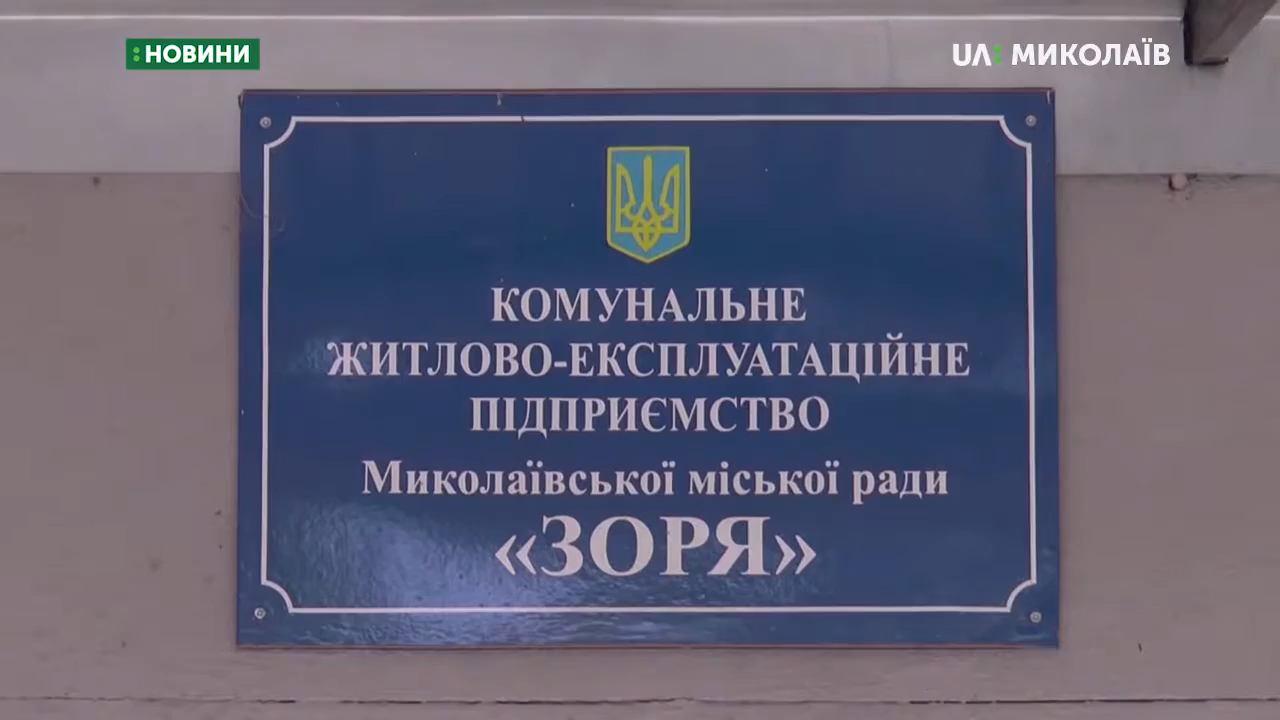 :НОВИНИ
UA: МИКОЛАЇВ
КОМУНАЛЬНЕ
ЖИТЛОВО-ЕКСПЛУАТАЦІЙНЕ
ПІДПРИЄМСТВО
Миколаївської міської ради
«ЗОРЯ»